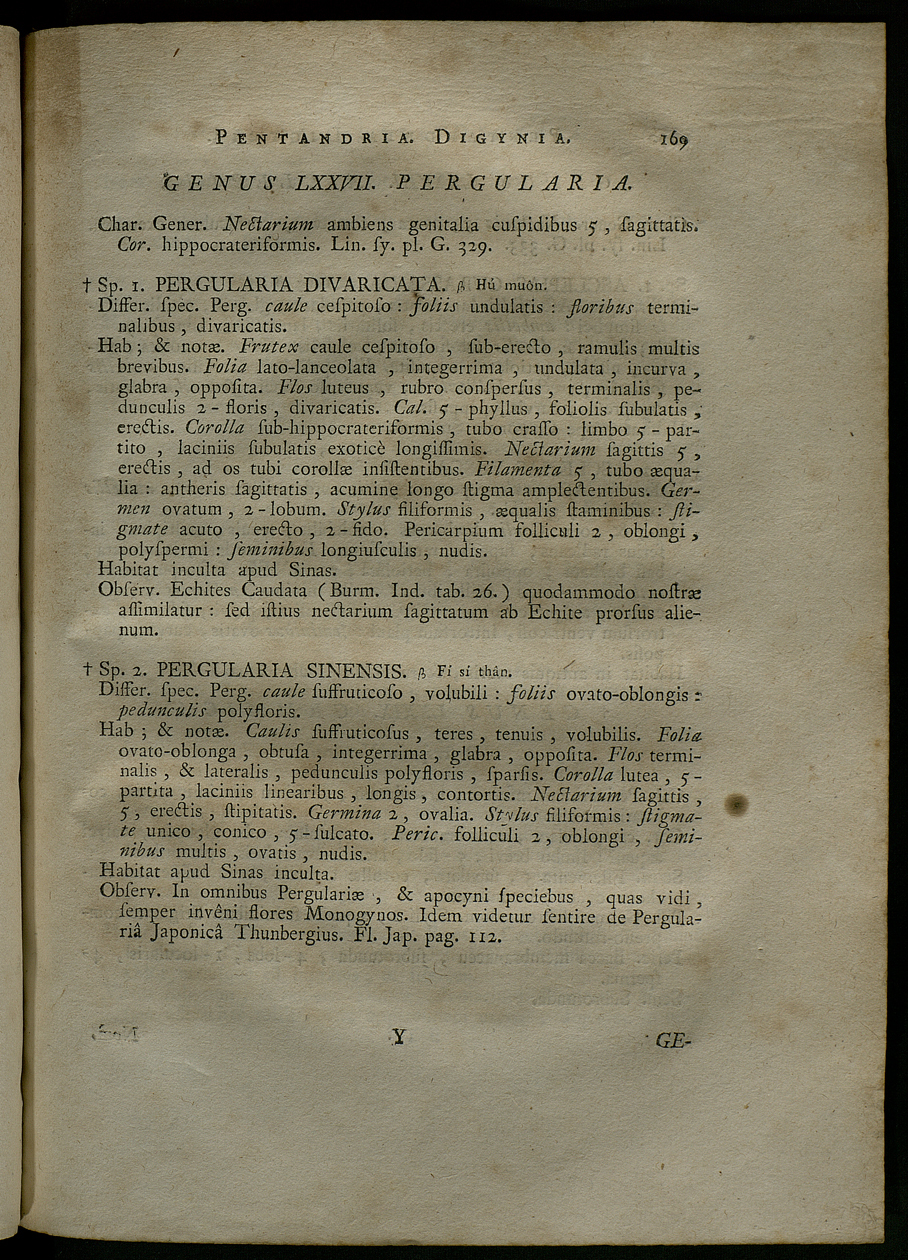 PENTANDRIA. DIGYNIA. 169
GENUS LXXVII. PERGULARIA.
Char. Gener. Nectarium ambiens genitalia cuſpidibus 5, ſagittatis.
Cor. hippocrateriformis. Lin. ſy. pl. G. 329.
† Sp. 1. PERGULARIA DIVARICATA. β Hú muôn.
Differ. ſpec. Perg. caule ceſpitoſo : foliis undulatis : floribus termi-
nalibus , divaricatis.
Hab ; & notæ. Frutex caule ceſpitoſo , ſub-erecto , ramulis multis
brevibus. Folia lato-lanceolata , integerrima , undulata , incurva ,
glabra , oppoſita. Flos luteus , rubro conſperſus , terminalis , pe-
dunculis 2 - floris , divaricatis. Cal. 5 - phyllus , foliolis ſubulatis ,
erectis. Corolla ſub-hippocrateriformis , tubo craſſo : limbo 5 - par-
tito , laciniis ſubulatis exoticè longiſſimis. Nectarium ſagittis 5 ,
erectis , ad os tubi corollæ inſiſtentibus. Filamenta 5 , tubo æqua-
lia : antheris ſagittatis , acumine longo ſtigma amplectentibus. Ger-
men ovatum , 2 - lobum. Stylus filiformis , æqualis ſtaminibus : ſti-
gmate acuto , erecto , 2 - fido. Pericarpium folliculi 2 , oblongi ,
polyſpermi : ſeminibus longiuſculis , nudis.
Habitat inculta apud Sinas.
Obſerv. Echites Caudata ( Burm. Ind. tab. 26. ) quodammodo noſtræ
aſſimilatur : ſed iſtius nectarium ſagittatum ab Echite prorſus alie-
num.
† Sp. 2. PERGULARIA SINENSIS. β Fí sí thân.
Differ. ſpec. Perg. caule ſuffruticoſo , volubili : foliis ovato-oblongis :
pedunculis polyfloris.
Hab ; & notæ. Caulis ſuffruticoſus , teres , tenuis , volubilis. Folia
ovato-oblonga , obtuſa , integerrima , glabra , oppoſita. Flos termi-
nalis , & lateralis , pedunculis polyfloris , ſparſis. Corolla lutea , 5 -
partita , laciniis linearibus , longis , contortis. Nectarium ſagittis ,
5 , erectis , ſtipitatis. Germina 2 , ovalia. Stylus filiformis : ſtigma-
te unico , conico , 5 - ſulcato. Peric. folliculi 2 , oblongi , ſemi-
nibus multis , ovatis , nudis.
Habitat apud Sinas inculta.
Obſerv. In omnibus Pergulariæ , & apocyni ſpeciebus , quas vidi ,
ſemper invêni flores Monogynos. Idem videtur ſentire de Pergula-
riâ Japonicâ Thunbergius. Fl. Jap. pag. 112.
Y GE-